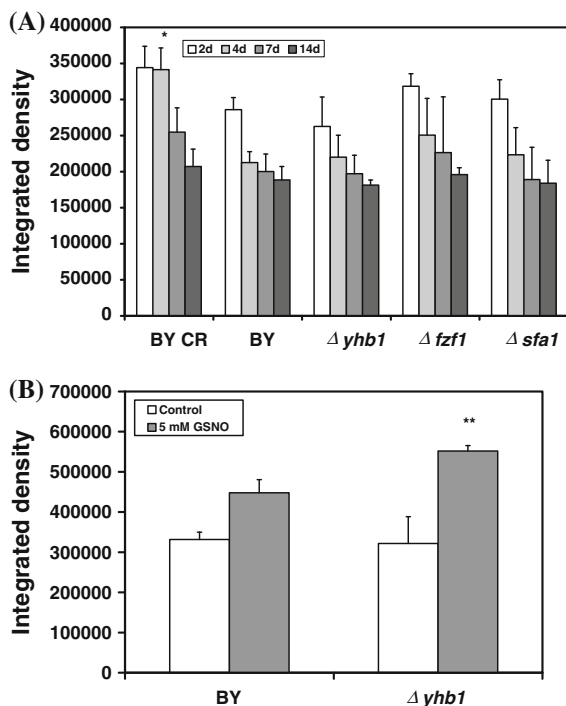 (A)
Integrated density
400000
350000
300000
250000
200000
150000
100000
50000
0
2d 4d 7d 14d
*
BY CR BY Δ yhb1 Δ fzf1 Δ sfa1
(B)
Integrated density
700000
600000
500000
400000
300000
200000
100000
0
Control
5 mM GSNO
**
BY Δ yhb1